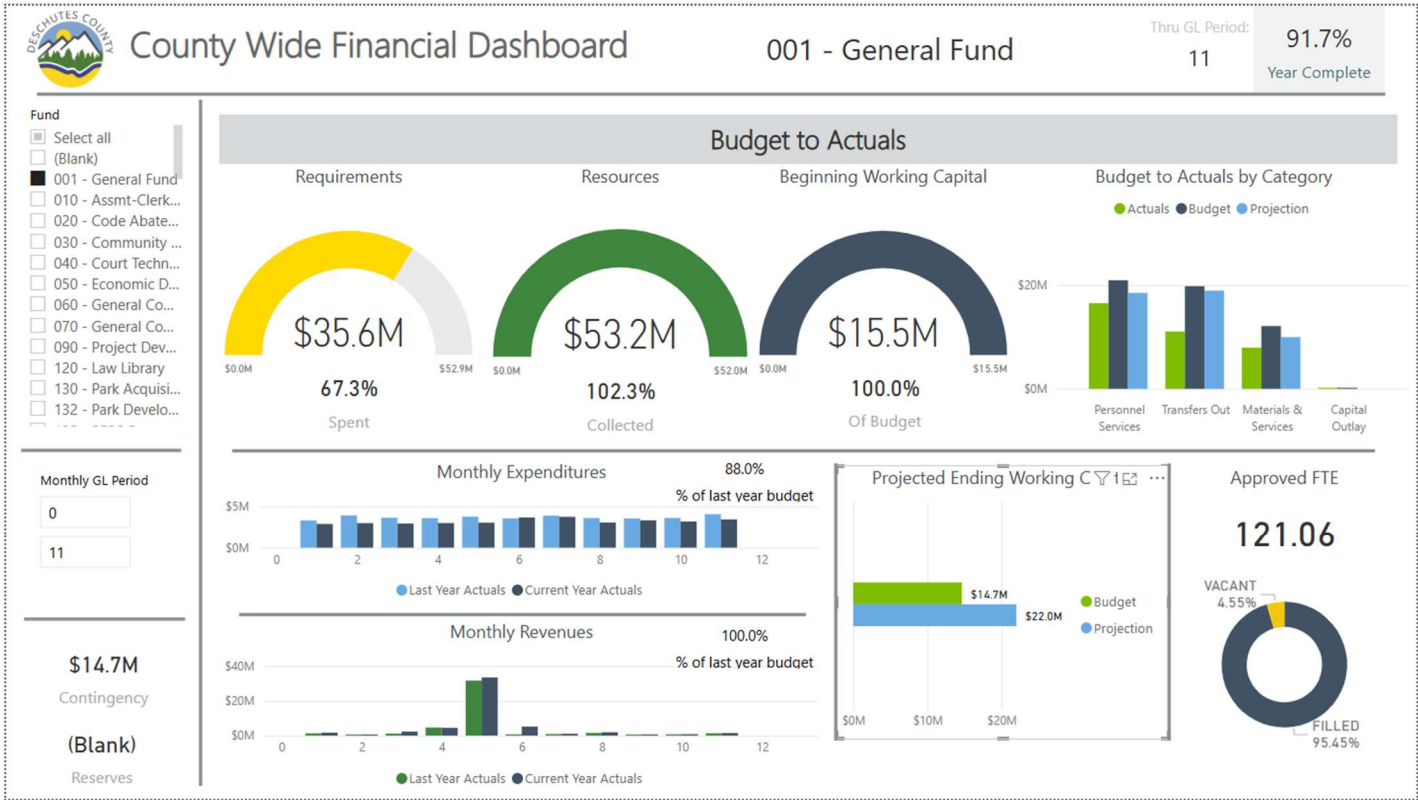 DESCHUTES COUNTY
County Wide Financial Dashboard
001 - General Fund
Thru GL Period:
11
91.7%
Year Complete
Fund
Select all
(Blank)
001 - General Fund
010 - Assmt-Clerk...
020 - Code Abate...
030 - Community ...
040 - Court Techn...
050 - Economic D...
060 - General Co...
070 - General Co...
090 - Project Dev...
120 - Law Library
130 - Park Acquisi...
132 - Park Develo...
Monthly GL Period
0
11
$14.7M
Contingency
(Blank)
Reserves
Budget to Actuals
Requirements
$35.6M
$0.0M
$52.9M
67.3%
Spent
Resources
$53.2M
$0.0M
$52.0M
102.3%
Collected
Beginning Working Capital
$15.5M
$0.0M
$15.5M
100.0%
Of Budget
Budget to Actuals by Category
Actuals Budget Projection
$20M
$0M
Personnel
Services
Transfers Out
Materials &
Services
Capital
Outlay
Monthly Expenditures
88.0%
% of last year budget
$5M
$0M
0 2 4 6 8 10 12
Last Year Actuals Current Year Actuals
Monthly Revenues
100.0%
% of last year budget
$40M
$20M
$0M
0 2 4 6 8 10 12
Last Year Actuals Current Year Actuals
Projected Ending Working C t
$14.7M
$22.0M
Budget
Projection
$0M $10M $20M
Approved FTE
121.06
VACANT
4.55%
FILLED
95.45%